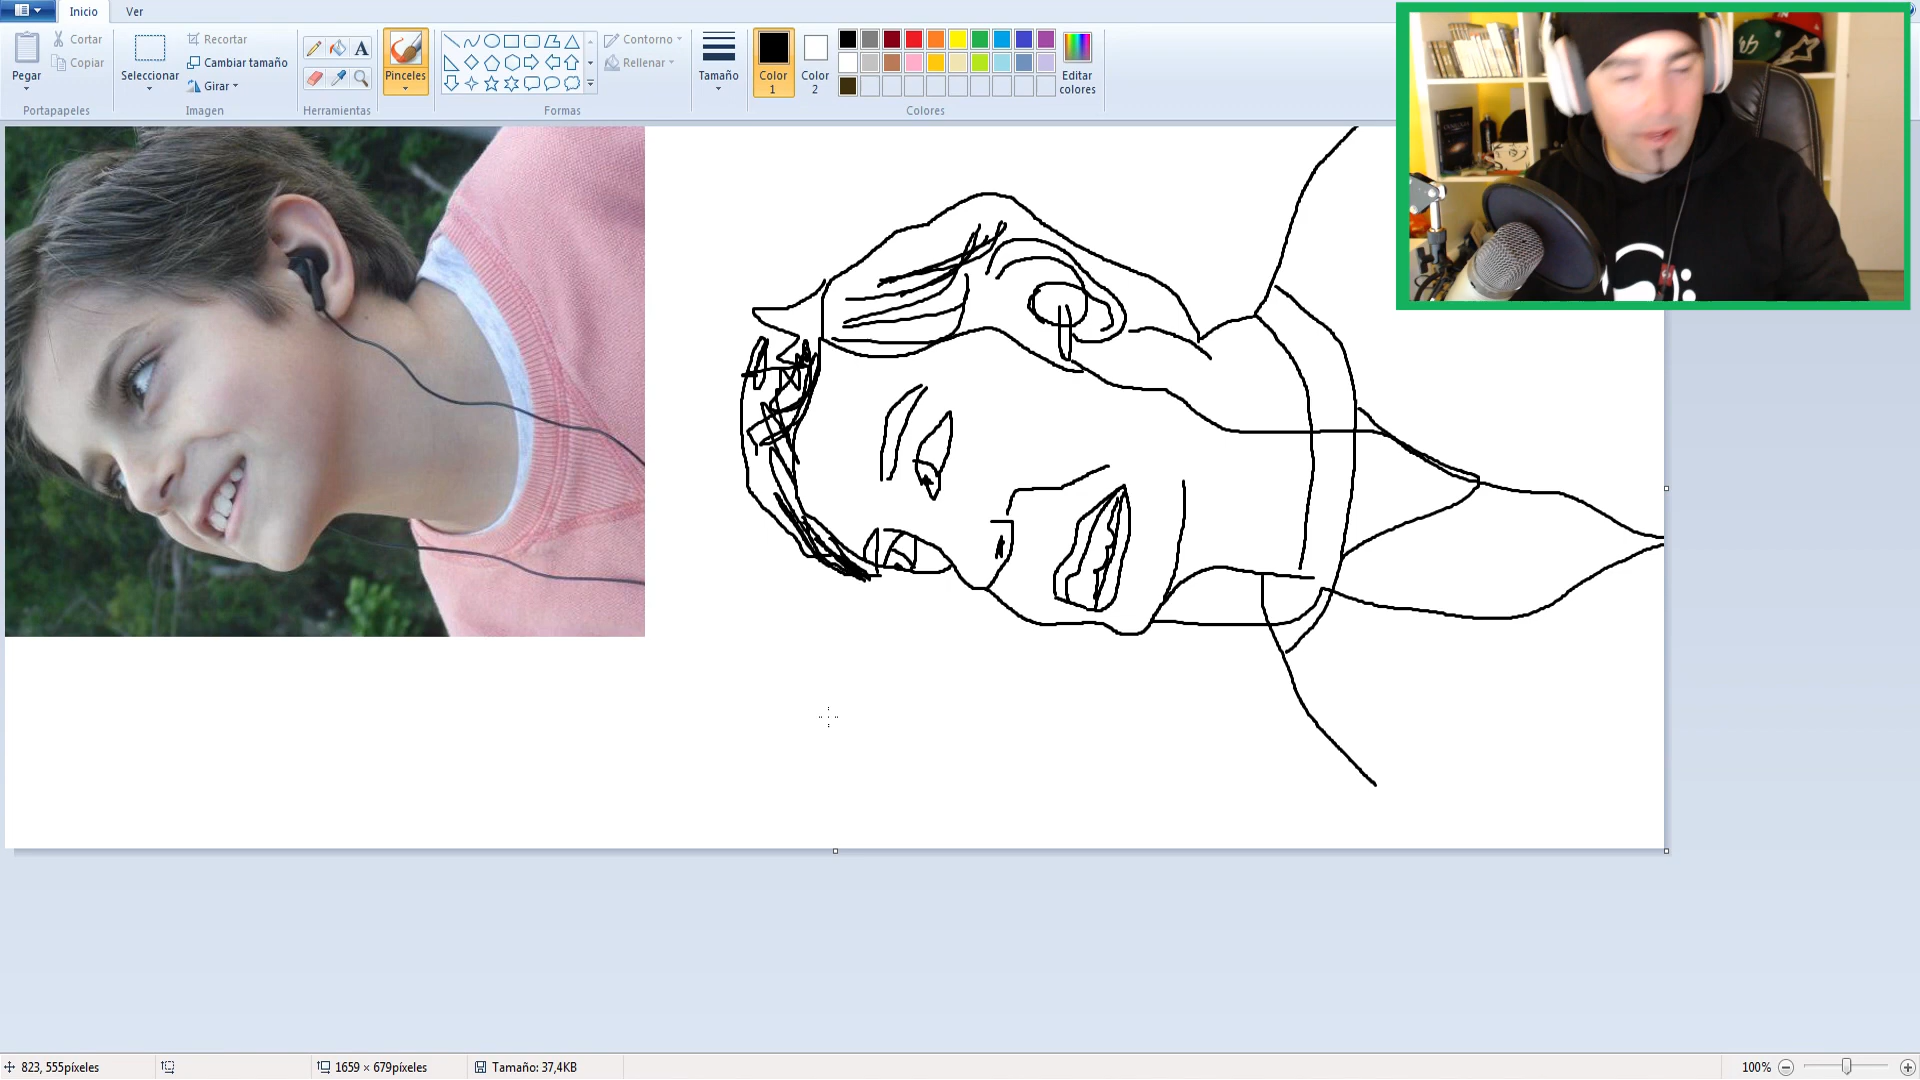 Inicio
Ver
Pegar
Cortar
Copiar
Portapapeles
Seleccionar
Recortar
Cambiar tamaño
Girar
Imagen
A
Herramientas
Pinceles
Formas
Contorno
Rellenar
Tamaño
Color
1
Color
2
Editar
colores
Colores
823, 555píxeles
1659 × 679píxeles
Tamaño: 37,4KB
100%